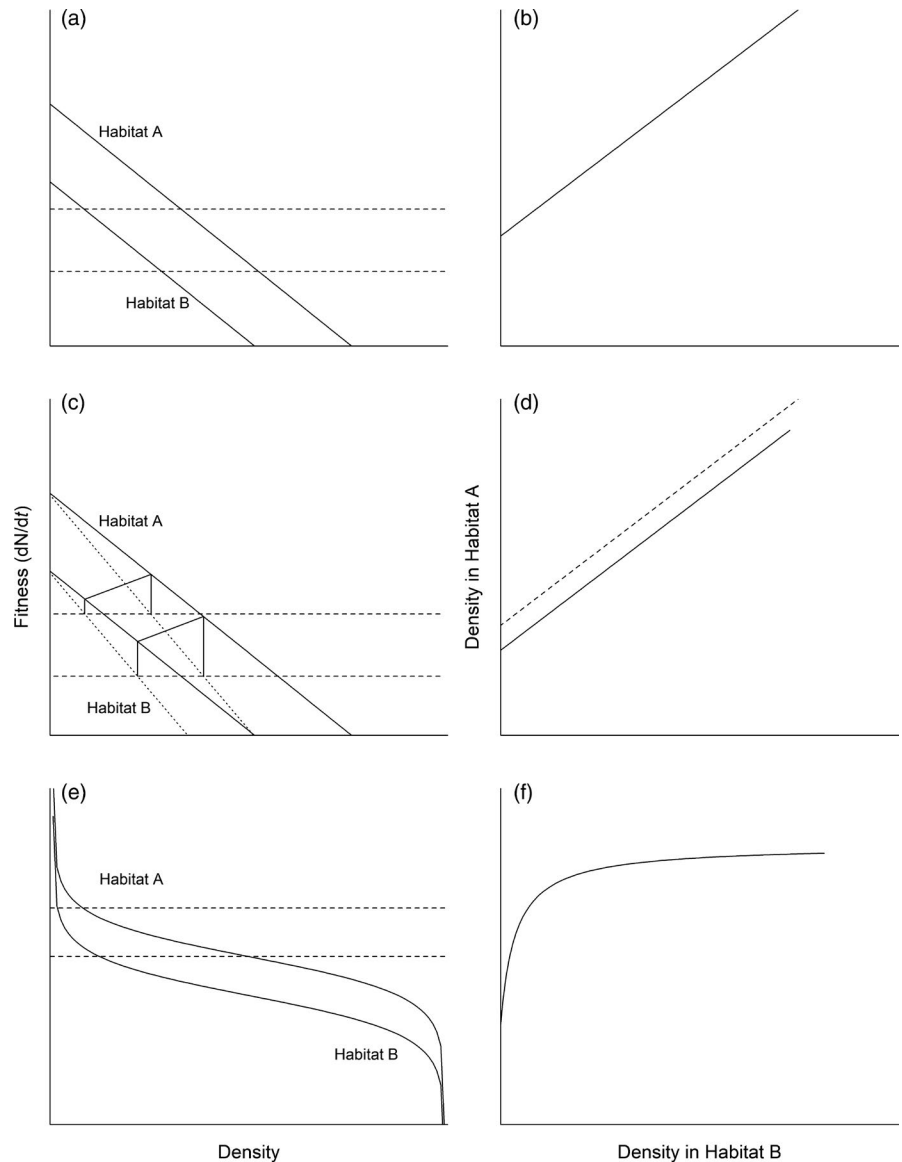 (a)
Habitat A
Habitat B
(b)
(c)
Habitat A
Habitat B
Fitness (dN/dt)
(d)
Density in Habitat A
(e)
Habitat A
Habitat B
Density
(f)
Density in Habitat B